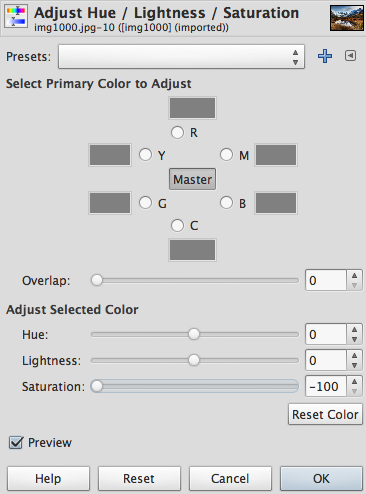 Adjust Hue / Lightness / Saturation
img1000.jpg-10 ([img1000] (imported))
Presets:
Select Primary Color to Adjust
R
Y M
Master
G B
C
Overlap: 0
Adjust Selected Color
Hue: 0
Lightness: 0
Saturation: -100
Reset Color
Preview
Help Reset Cancel OK